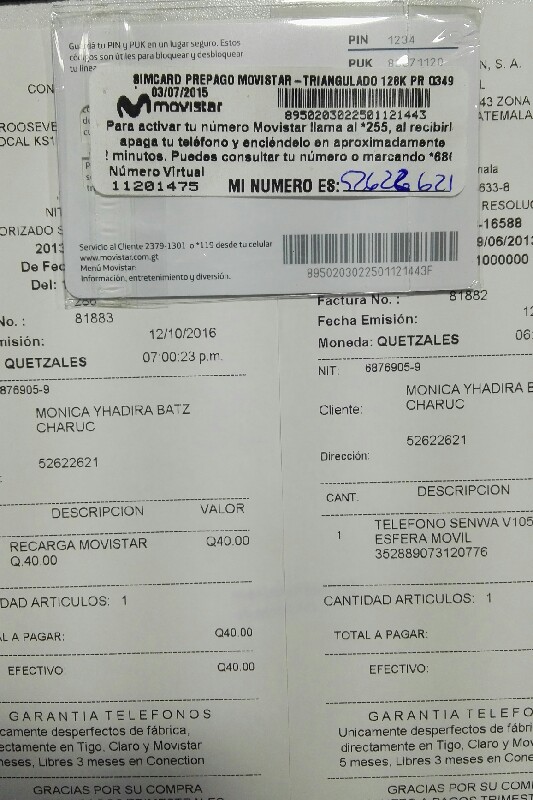 Guarda tu PIN y PUK en un lugar seguro. Estos
códigos son útiles para bloquear y desbloquear
tu línea
PIN 1234
PUK
SIMCARD PREPAGO MOVISTAR -TRIANGULADO 128K PR Q349
03/07/2015
movistar
8950203022501121443
Para activar tu número Movistar llama al *255, al recibirl
apaga tu teléfono y enciéndelo en aproximadamente
minutos. Puedes consultar tu número o marcando *68
Número Virtual
11201475
MI NUMERO ES: 52622621
Servicio al Cliente 2379-1301 o *119 desde tu celular
www.movistar.com.gt
Menú Movistar:
Información, entretenimiento y diversión.
8950203022501121443F
CON
ROOSEVE
OCAL KS1
NIT
ORIZADO S
2013
De Fec
Del: 1
No. : 81883
misión: 12/10/2016
QUETZALES 07:00:23 p.m.
6876905-9
MONICA YHADIRA BATZ
CHARUC
52622621
DESCRIPCION VALOR
RECARGA MOVISTAR Q40.00
Q.40.00
DAD ARTICULOS: 1
AL A PAGAR: Q40.00
EFECTIVO Q40.00
GARANTIA TELEFONOS
icamente desperfectos de fábrica,
ectamente en Tigo, Claro y Movistar
meses, Libres 3 meses en Conection
GRACIAS POR SU COMPRA
N, S. A.
43 ZONA
ATEMALA
nala
633-8
RESOLUC
-16588
9/06/2013
1000000
Factura No. : 81882
Fecha Emisión: 12
Moneda: QUETZALES 06:
NIT: 6876905-9
MONICA YHADIRA B
Cliente: CHARUC
52622621
Dirección:
CANT. DESCRIPCION
1 TELEFONO SENWA V105
ESFERA MOVIL
352889073120776
CANTIDAD ARTICULOS: 1
TOTAL A PAGAR:
EFECTIVO:
GARANTIA TELEFO
Unicamente desperfectos de fábr
directamente en Tigo, Claro y Mov
5 meses, Libres 3 meses en Conec
GRACIAS POR SU COM